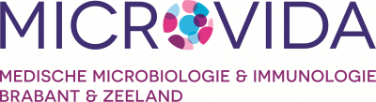 MICROVIDA
MEDISCHE MICROBIOLOGIE & IMMUNOLOGIE
BRABANT & ZEELAND